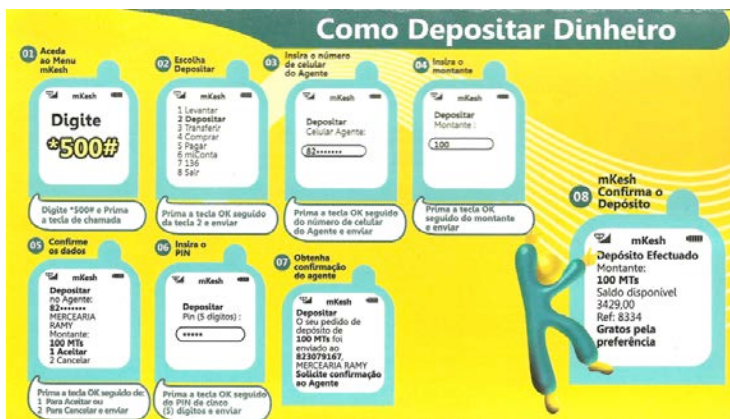 Como Depositar Dinheiro
01 Aceda
ao Menu
mKesh
mKesh
Digite
*500#
Digite *500# e Prima
a tecla de chamada
02 Escolha
Depositar
mKesh
1 Levantar
2 Depositar
3 Transferir
4 Comprar
5 Pagar
6 miConta
7 136
8 Sair
Prima a tecla OK seguido
da tecla 2 e enviar
03 Insira o número
de celular
do Agente
mKesh
Depositar
Celular Agente:
82•••••••
Prima a tecla OK seguido
do número de celular
do Agente e enviar
04 Insira o
montante
mKesh
Depositar
Montante :
100
Prima a tecla OK
seguido do montante
e enviar
05 Confirme
os dados
mKesh
Depositar
no Agente:
82•••••••
MERCEARIA
RAMY
Montante:
100 MTs
1 Aceitar
2 Cancelar
Prima a tecla OK seguido de:
1 Para Aceitar ou
2 Para Cancelar e enviar
06 Insira o
PIN
mKesh
Depositar
Pin (5 digitos) :
•••••
Prima a tecla OK seguido
do PIN de cinco
(5) digitos e enviar
07 Obtenha
confirmação
do agente
mKesh
Depositar
O seu pedido de
depósito de
100 MTs foi
enviado ao
823079167,
MERCEARIA RAMY
Solicite confirmação
ao Agente
08 mKesh
Confirma o
Depósito
mKesh
Depósito Efectuado
Montante:
100 MTs
Saldo disponível
3429,00
Ref: 8334
Gratos pela
preferência